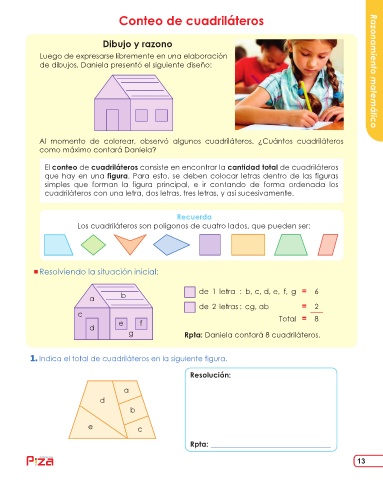 Conteo de cuadriláteros
Razonamiento matemático
Dibujo y razono
Luego de expresarse libremente en una elaboración
de dibujos, Daniela presentó el siguiente diseño:
Al momento de colorear, observó algunos cuadriláteros. ¿Cuántos cuadriláteros
como máximo contará Daniela?
El conteo de cuadriláteros consiste en encontrar la cantidad total de cuadriláteros
que hay en una figura. Para esto, se deben colocar letras dentro de las figuras
simples que forman la figura principal, e ir contando de forma ordenada los
cuadriláteros con una letra, dos letras, tres letras, y así sucesivamente.
Recuerda
Los cuadriláteros son polígonos de cuatro lados, que pueden ser:
Resolviendo la situación inicial:
a
b
c
d
e
f
g
de 1 letra : b, c, d, e, f, g = 6
de 2 letras: cg, ab = 2
Total = 8
Rpta: Daniela contará 8 cuadriláteros.
1. Indica el total de cuadriláteros en la siguiente figura.
a
d
b
e
c
Resolución:
Rpta:
13